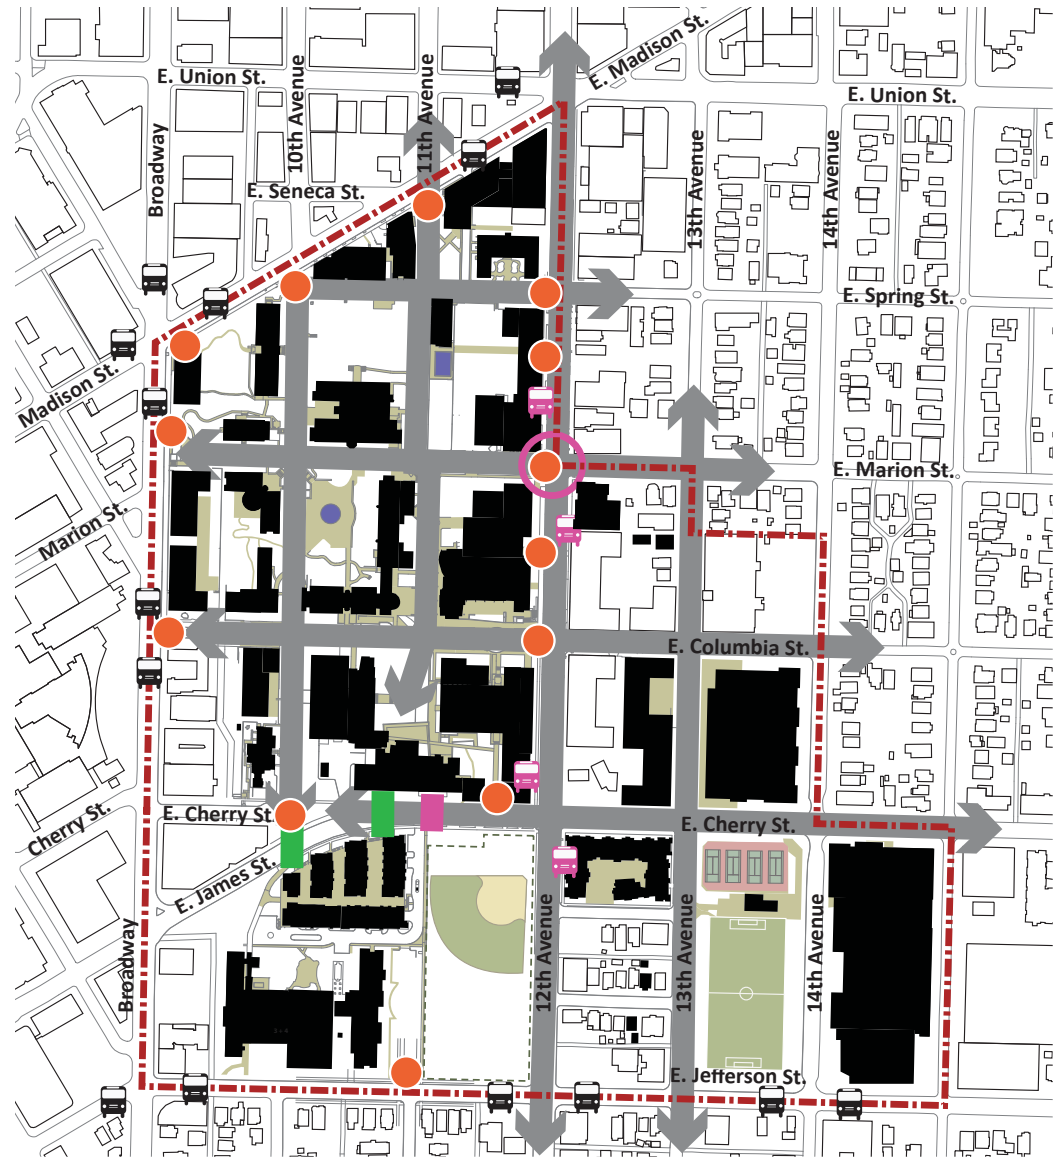 E. Madison St.
E. Union St.
E. Union St.
10th Avenue
11th Avenue
Broadway
13th Avenue
14th Avenue
E. Seneca St.
E. Spring St.
Madison St.
E. Marion St.
Marion St.
E. Columbia St.
E. Cherry St.
E. Cherry St.
Cherry St.
E. James St.
Broadway
12th Avenue
13th Avenue
14th Avenue
E. Jefferson St.